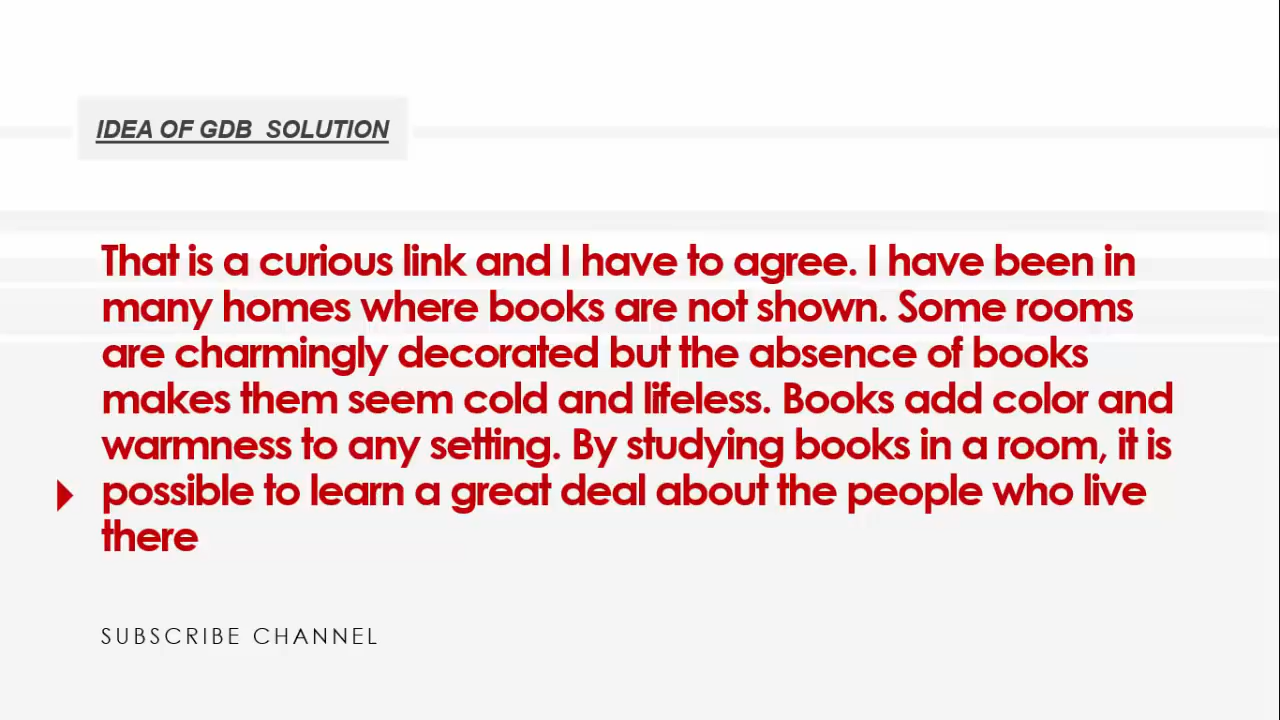 IDEA OF GDB  SOLUTION
That is a curious link and I have to agree. I have been in
many homes where books are not shown. Some rooms
are charmingly decorated but the absence of books
makes them seem cold and lifeless. Books add color and
warmness to any setting. By studying books in a room, it is
possible to learn a great deal about the people who live
there
SUBSCRIBE CHANNEL